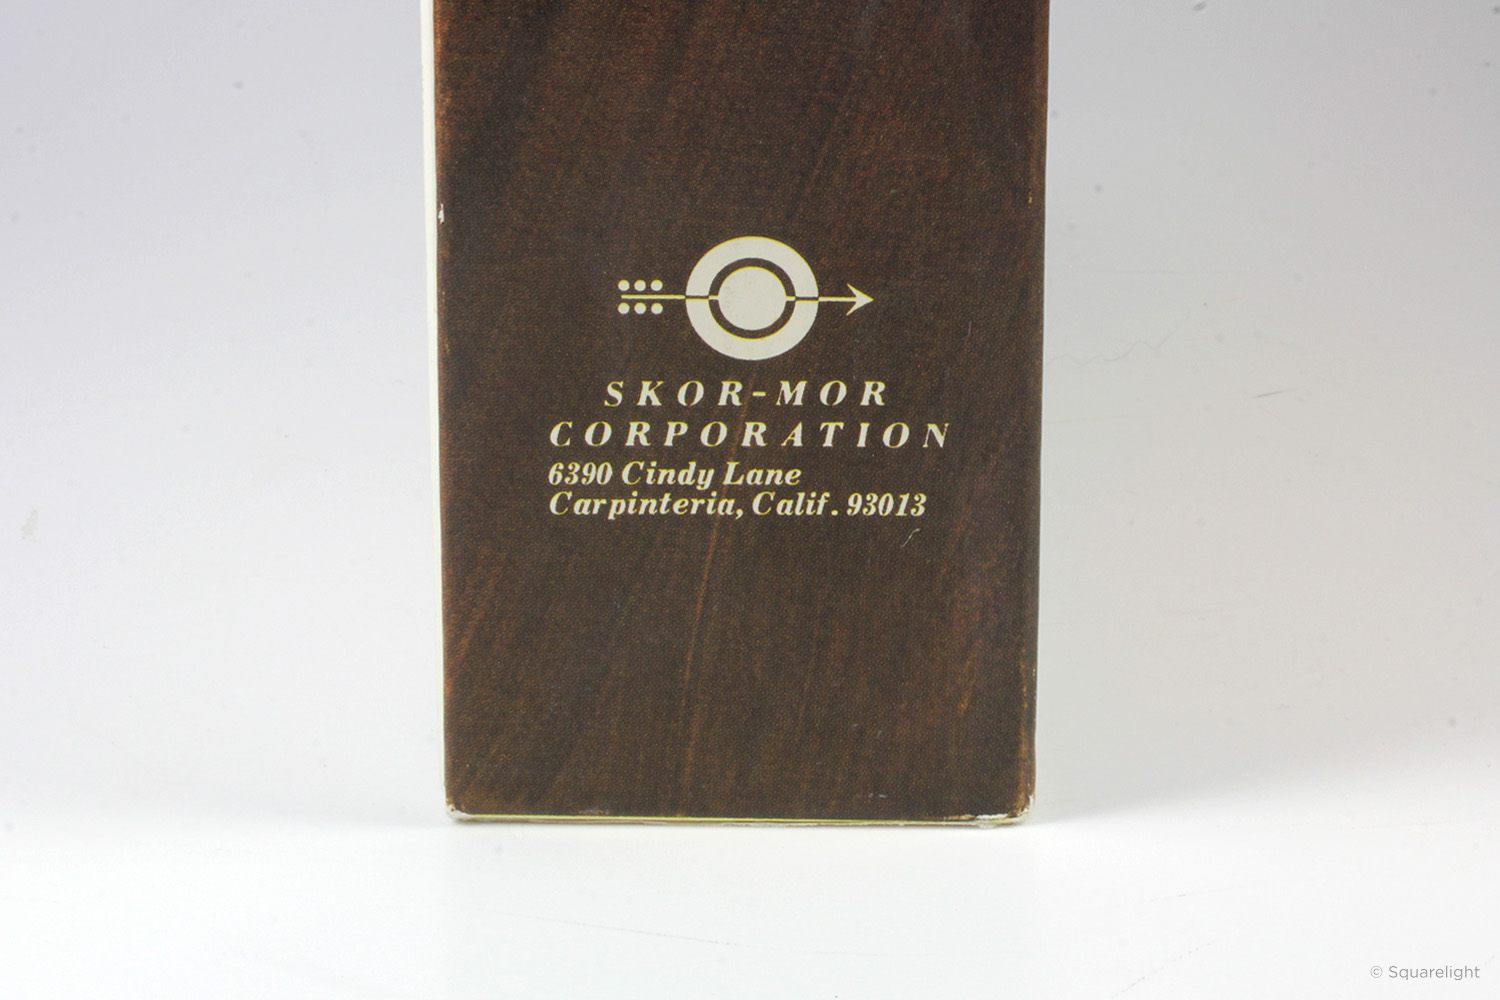 SKOR-MOR
CORPORATION
6390 Cindy Lane
Carpinteria, Calif. 93013
© Squarelight